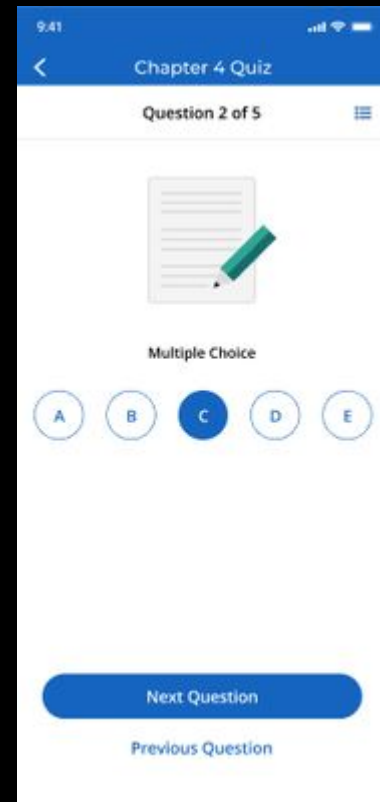 9:41
Chapter 4 Quiz
Question 2 of 5
Multiple Choice
A B C D E
Next Question
Previous Question